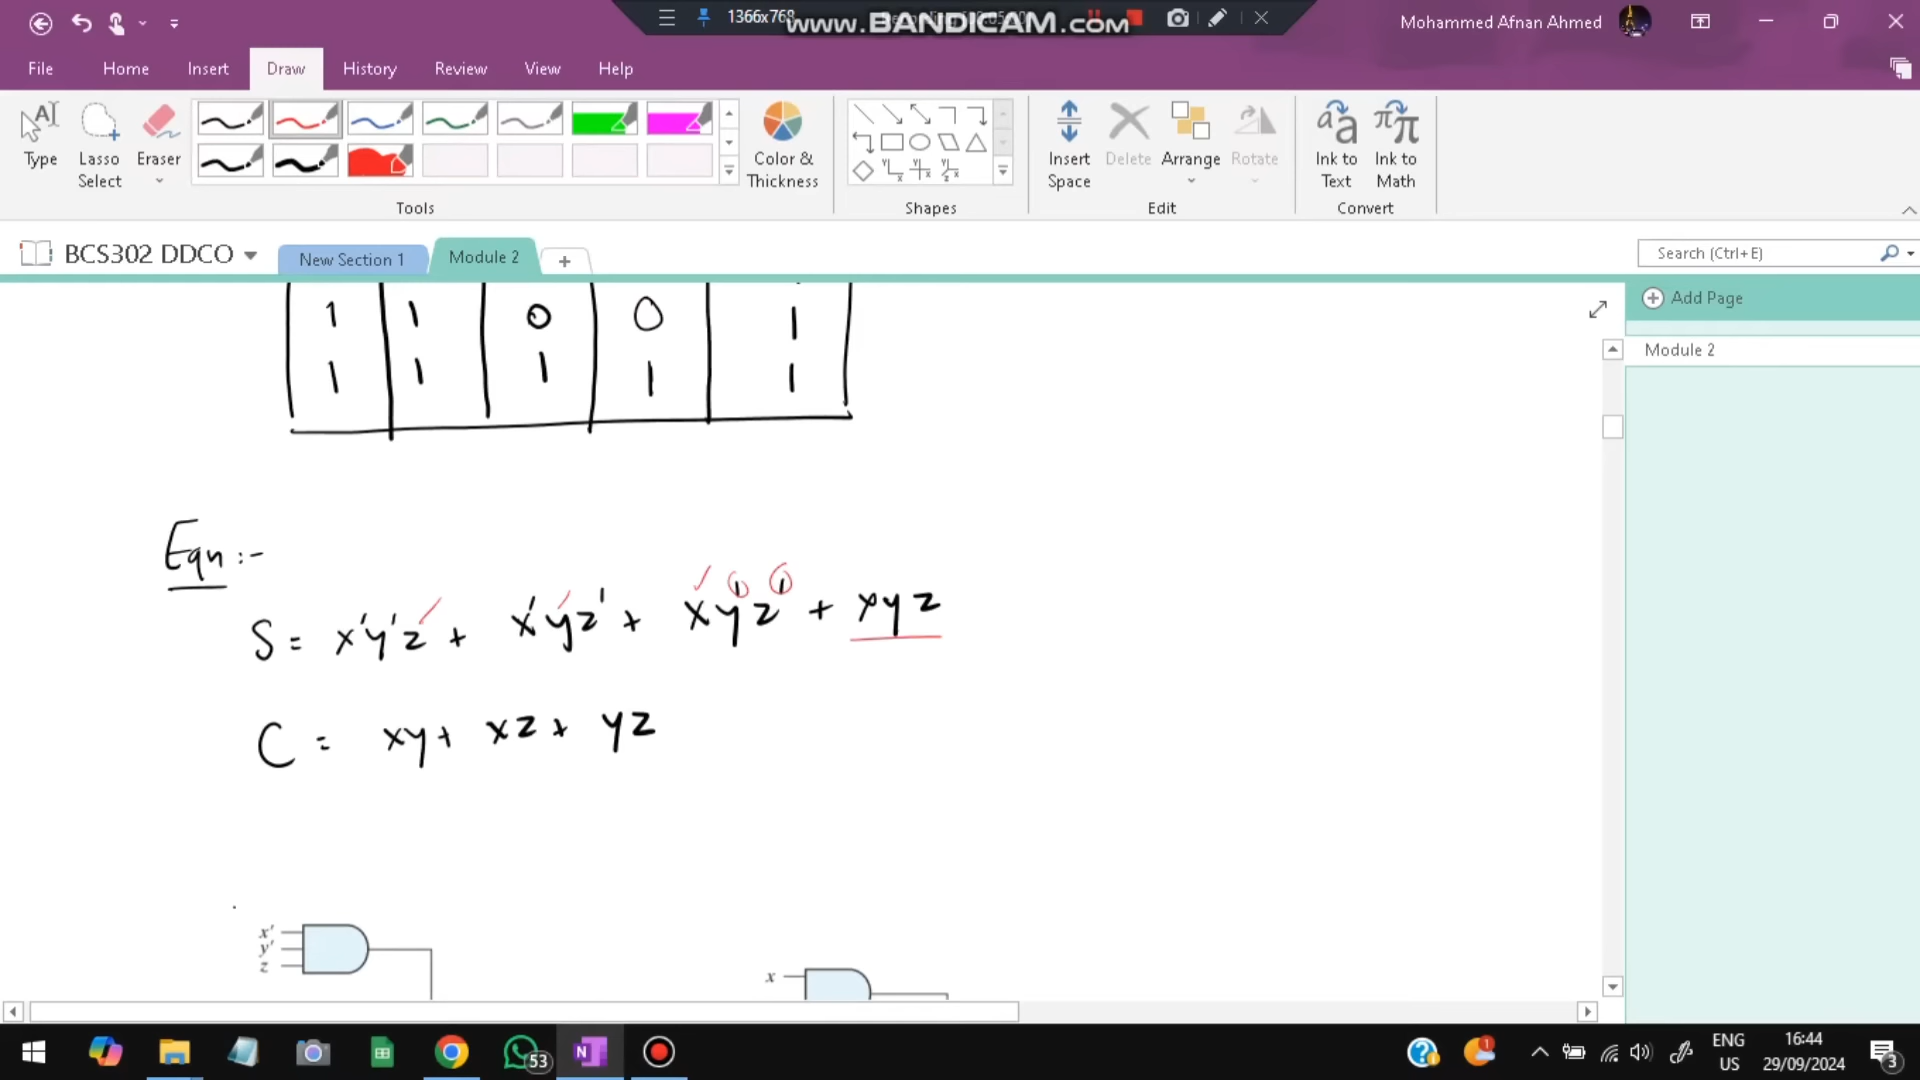 1366x768
www.BANDICAM.com
Mohammed Afnan Ahmed
File Home Insert Draw History Review View Help
Type
Lasso Select
Eraser
Color & Thickness
Insert Space
Delete
Arrange
Rotate
Ink to Text
Ink to Math
Tools
Shapes
Edit
Convert
BCS302 DDCO
New Section 1
Module 2
Search (Ctrl+E)
Add Page
Module 2
1 1 0 0 1
1 1 1 1 1
Eqn :-
S = x'y'z + x'yz' + xy'z' + xyz
C = xy + xz + yz
x'
y'
z
x
53
ENG
US
16:44
29/09/2024
1
3